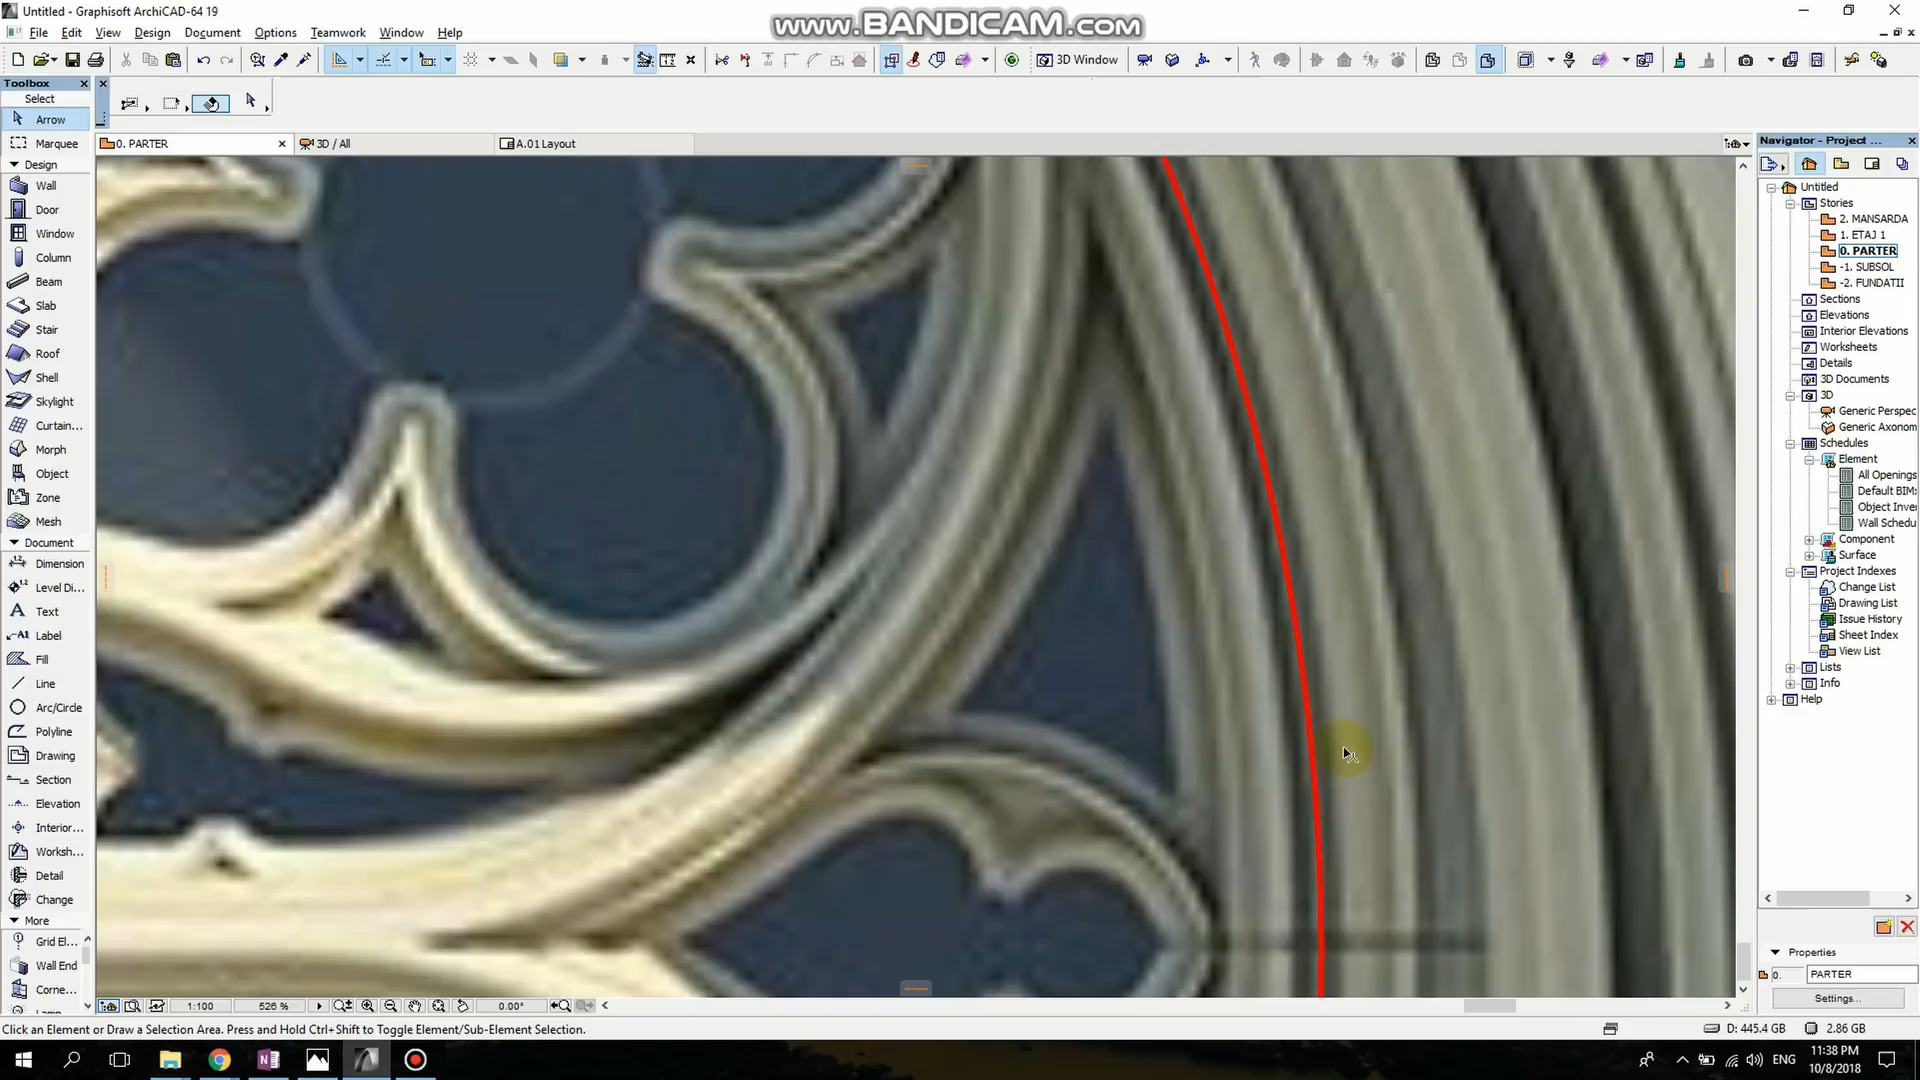 Untitled - Graphisoft ArchiCAD-64 19
www.BANDICAM.com
File Edit View Design Document Options Teamwork Window Help
3D Window
Toolbox
Select
Arrow
Marquee
Design
Wall
Door
Window
Column
Beam
Slab
Stair
Roof
Shell
Skylight
Curtain...
Morph
Object
Zone
Mesh
Document
Dimension
Level Di...
Text
Label
Fill
Line
Arc/Circle
Polyline
Drawing
Section
Elevation
Interior...
Worksh...
Detail
Change
More
Grid El...
Wall End
Corne...
0. PARTER
3D / All
A.01 Layout
Navigator - Project ...
Untitled
Stories
2. MANSARDA
1. ETAJ 1
0. PARTER
-1. SUBSOL
-2. FUNDATII
Sections
Elevations
Interior Elevations
Worksheets
Details
3D Documents
3D
Generic Perspec
Generic Axonom
Schedules
Element
All Openings
Default BIMx
Object Inve
Wall Schedu
Component
Surface
Project Indexes
Change List
Drawing List
Issue History
Sheet Index
View List
Lists
Info
Help
Properties
0. PARTER
Settings...
1:100 526 % 0.00°
Click an Element or Draw a Selection Area. Press and Hold Ctrl+Shift to Toggle Element/Sub-Element Selection.
D: 445.4 GB 2.86 GB
ENG
11:38 PM
10/8/2018